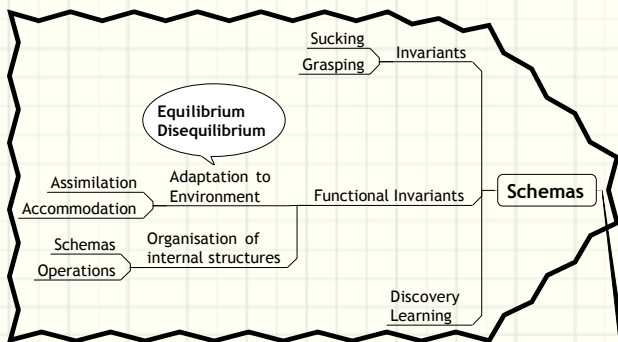 Sucking
Grasping
Invariants
Equilibrium
Disequilibrium
Assimilation
Accommodation
Adaptation to
Environment
Functional Invariants
Schemas
Schemas
Operations
Organisation of
internal structures
Discovery
Learning